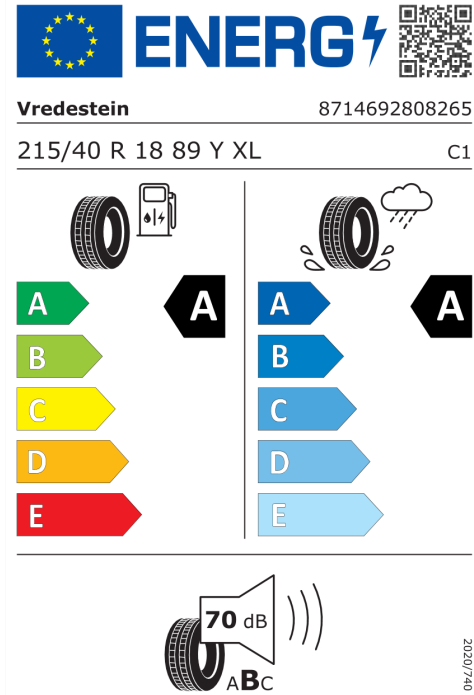 ENERG
Vredestein 8714692808265
215/40 R 18 89 Y XL C1
A A A A
B B
C C
D D
E E
70 dB
ABC
2020/740